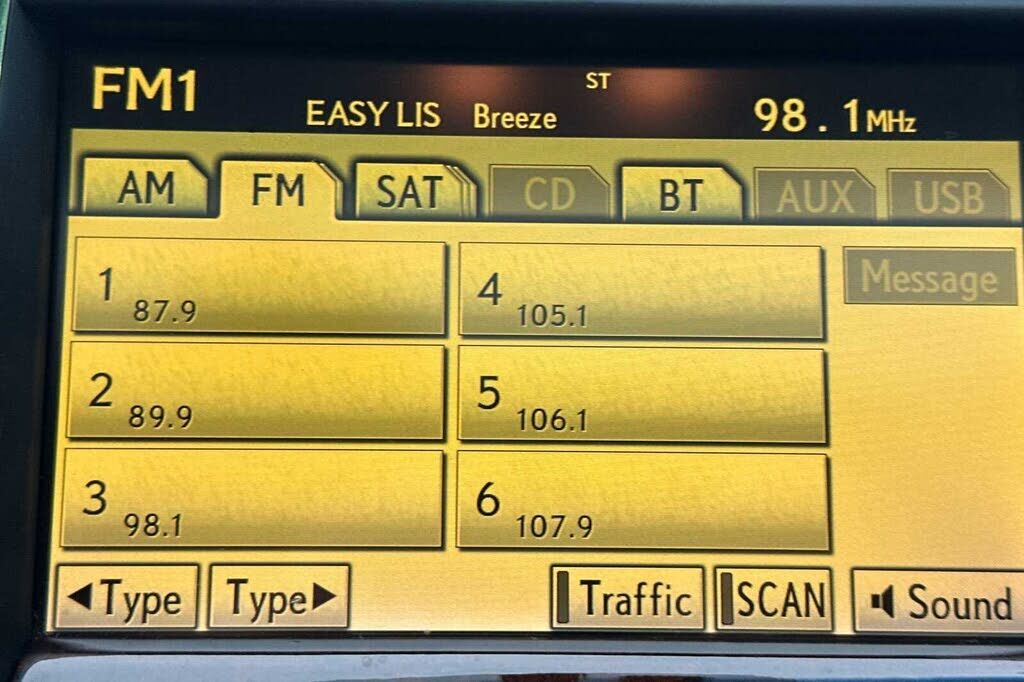 FM1 EASY LIS Breeze ST 98.1MHz
AM FM SAT CD BT AUX USB
1 87.9
4 105.1
Message
2 89.9
5 106.1
3 98.1
6 107.9
◀Type Type▶ Traffic SCAN Sound